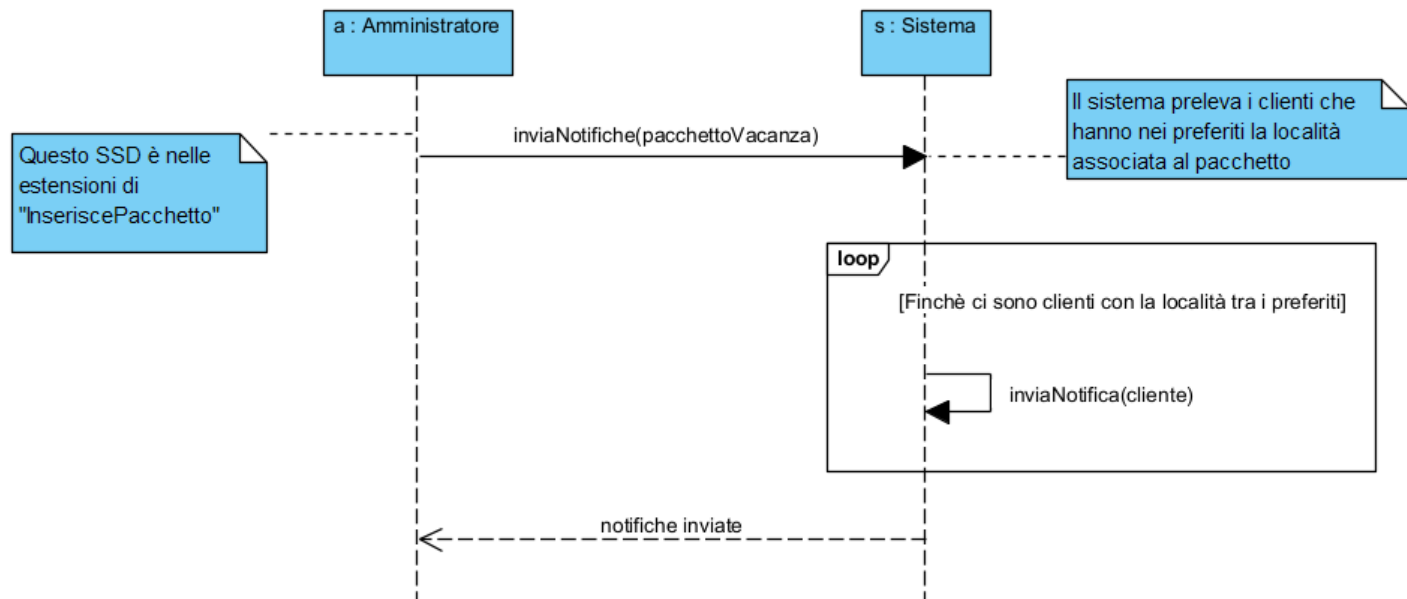 a : Amministratore
s : Sistema
Il sistema preleva i clienti che
hanno nei preferiti la località
associata al pacchetto
inviaNotifiche(pacchettoVacanza)
Questo SSD è nelle
estensioni di
"InseriscePacchetto"
loop
[Finchè ci sono clienti con la località tra i preferiti]
inviaNotifica(cliente)
notifiche inviate